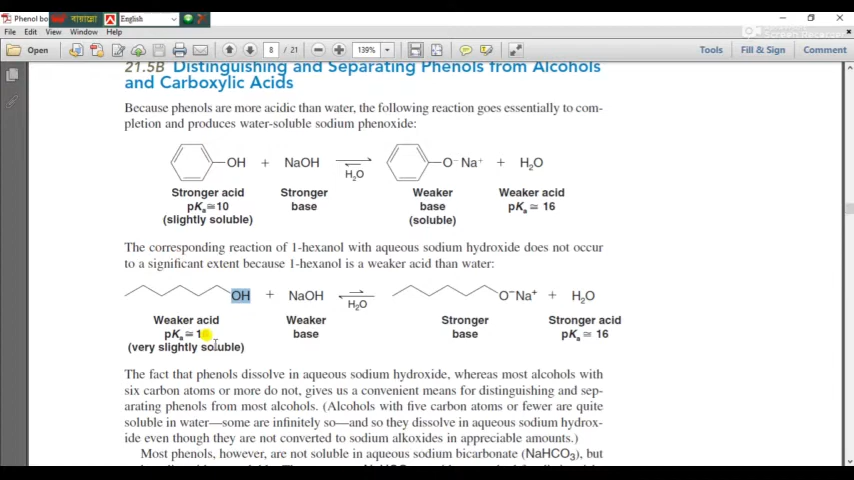 Phenol bo
বায়ান্নো
English
File Edit View Window Help
Open
8 / 21
139%
Tools Fill & Sign Comment
21.5B Distinguishing and Separating Phenols from Alcohols
and Carboxylic Acids
Because phenols are more acidic than water, the following reaction goes essentially to com-
pletion and produces water-soluble sodium phenoxide:
OH + NaOH H₂O O⁻ Na⁺ + H₂O
Stronger acid Stronger Weaker Weaker acid
pKₐ ≅ 10 base base pKₐ ≅ 16
(slightly soluble) (soluble)
The corresponding reaction of 1-hexanol with aqueous sodium hydroxide does not occur
to a significant extent because 1-hexanol is a weaker acid than water:
OH + NaOH H₂O O⁻Na⁺ + H₂O
Weaker acid Weaker Stronger Stronger acid
pKₐ ≅ 1 base base pKₐ ≅ 16
(very slightly soluble)
The fact that phenols dissolve in aqueous sodium hydroxide, whereas most alcohols with
six carbon atoms or more do not, gives us a convenient means for distinguishing and sep-
arating phenols from most alcohols. (Alcohols with five carbon atoms or fewer are quite
soluble in water—some are infinitely so—and so they dissolve in aqueous sodium hydrox-
ide even though they are not converted to sodium alkoxides in appreciable amounts.)
Most phenols, however, are not soluble in aqueous sodium bicarbonate (NaHCO₃), but